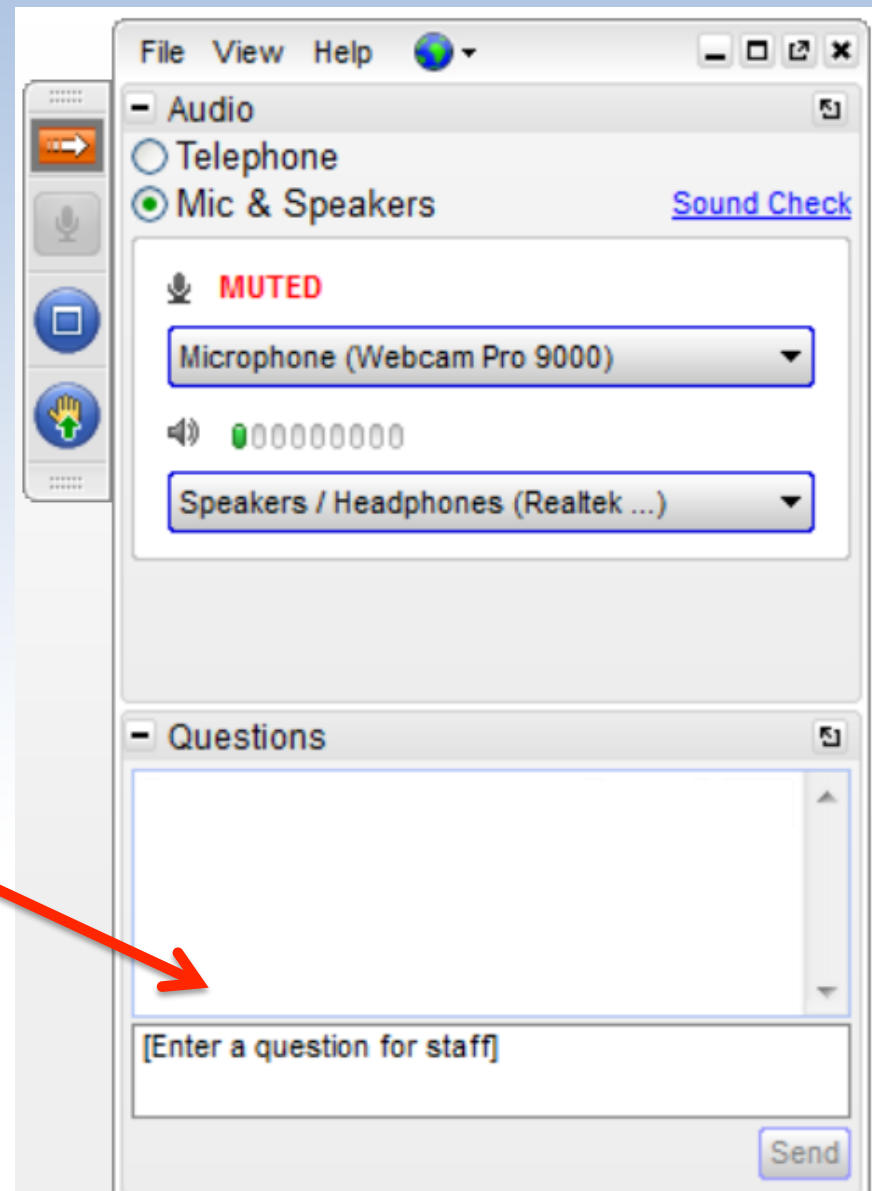 File View Help
Audio
Telephone
Mic & Speakers Sound Check
MUTED
Microphone (Webcam Pro 9000)
Speakers / Headphones (Realtek ...)
Questions
[Enter a question for staff]
Send